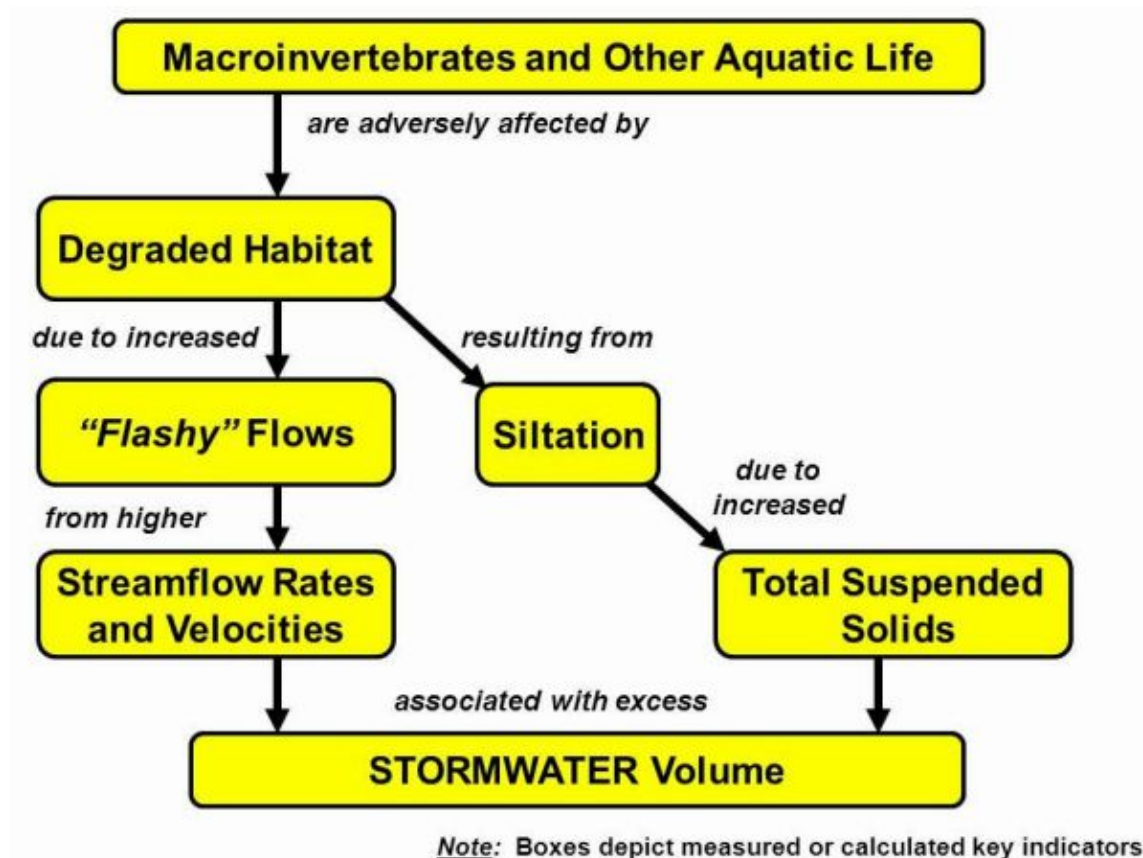 Macroinvertebrates and Other Aquatic Life
are adversely affected by
Degraded Habitat
due to increased
resulting from
“Flashy” Flows
Siltation
due to
increased
from higher
Streamflow Rates
and Velocities
Total Suspended
Solids
associated with excess
STORMWATER Volume
Note: Boxes depict measured or calculated key indicators